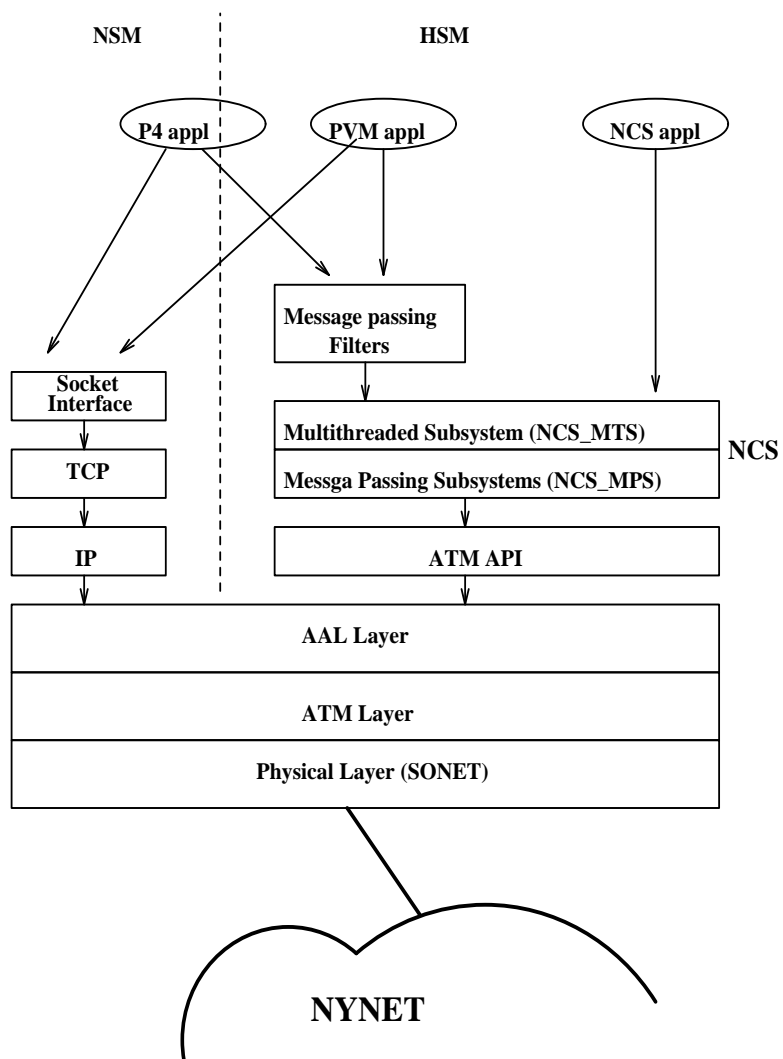 NSM
HSM
P4 appl
PVM appl
NCS appl
Message passing
Filters
Socket
Interface
Multithreaded Subsystem (NCS_MTS)
NCS
TCP
Messga Passing Subsystems (NCS_MPS)
IP
ATM API
AAL Layer
ATM Layer
Physical Layer (SONET)
NYNET